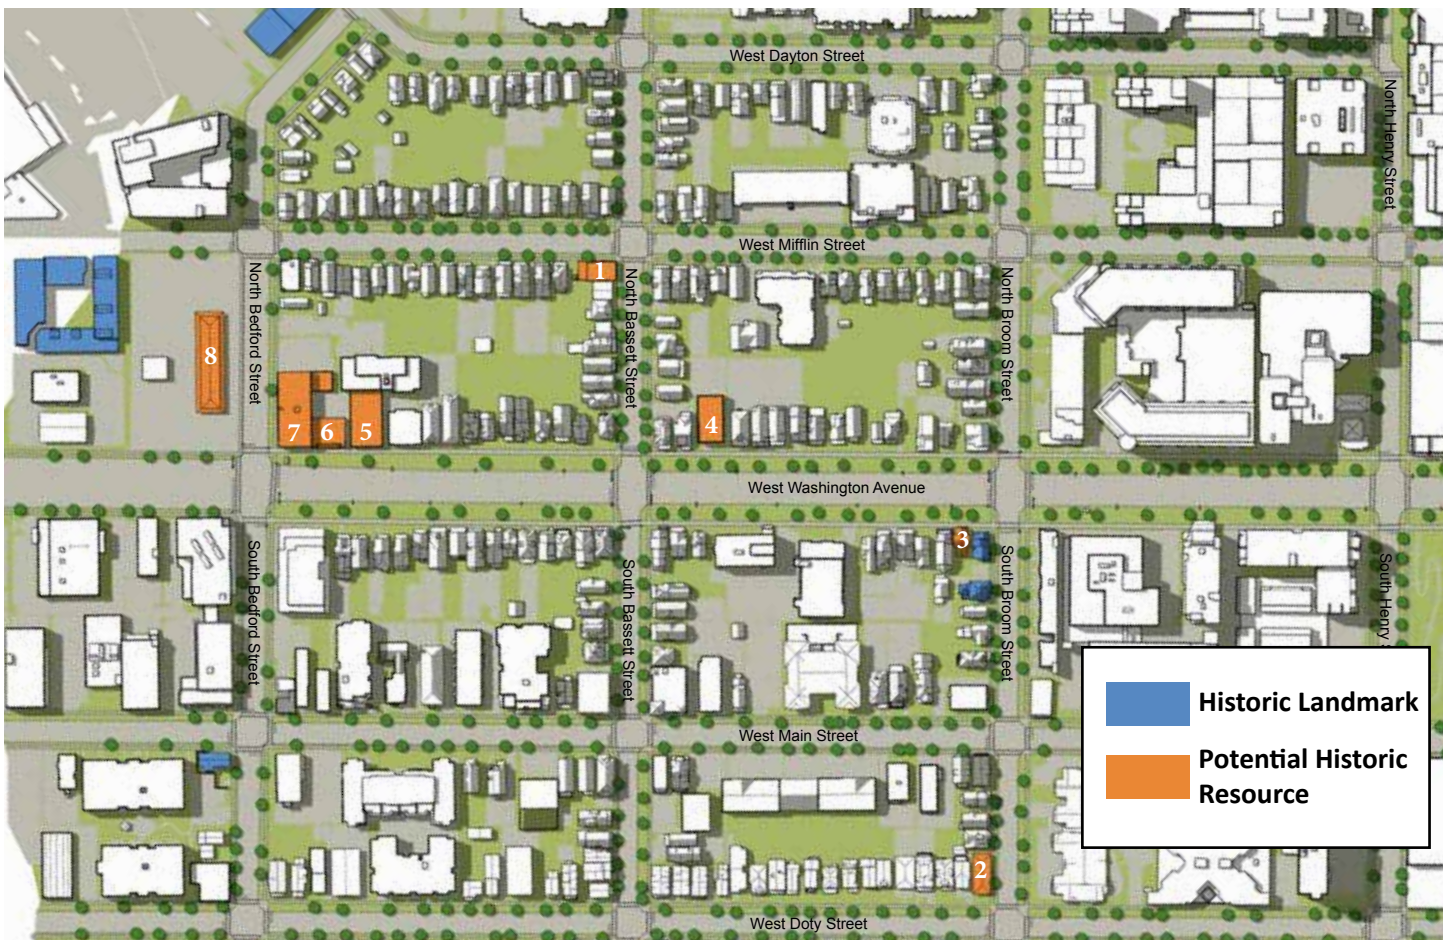 West Dayton Street
North Henry Street
West Mifflin Street
North Bedford Street
North Bassett Street
North Broom Street
1
8
7
6
5
4
West Washington Avenue
3
South Bedford Street
South Bassett Street
South Broom Street
South Henry S
Historic Landmark
Potential Historic
Resource
West Main Street
2
West Doty Street